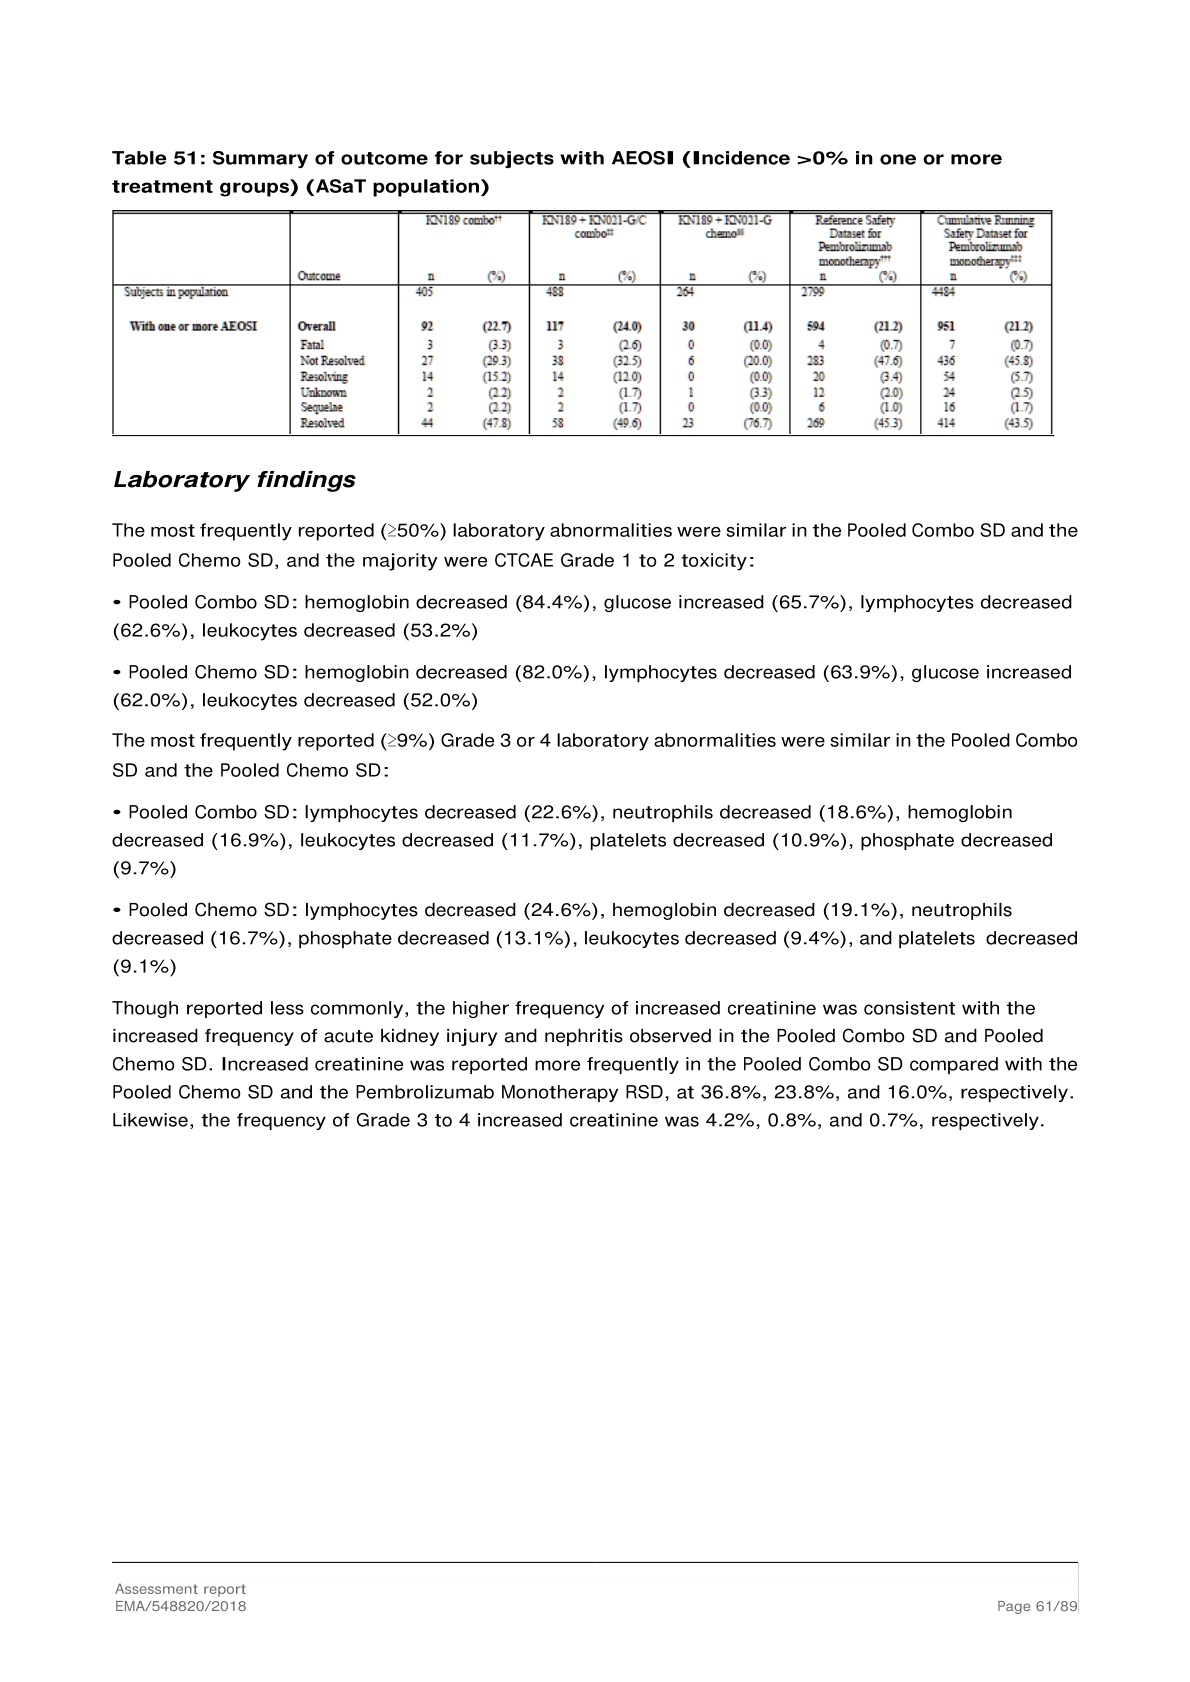 Table 51: Summary of outcome for subjects with AEOSI (Incidence >0% in one or more
treatment groups) (ASaT population)
KN189 combo†† KN189 + KN021-G/C KN189 + KN021-G Reference Safety Cumulative Running
combo‡‡ chemo§§ Dataset for Safety Dataset for
Pembrolizumab Pembrolizumab
monotherapy††† monotherapy‡‡‡
Outcome n (%) n (%) n (%) n (%) n (%)
Subjects in population 405 488 264 2799 4484
With one or more AEOSI Overall 92 (22.7) 117 (24.0) 30 (11.4) 594 (21.2) 951 (21.2)
Fatal 3 (3.3) 3 (2.6) 0 (0.0) 4 (0.7) 7 (0.7)
Not Resolved 27 (29.3) 38 (32.5) 6 (20.0) 283 (47.6) 436 (45.8)
Resolving 14 (15.2) 14 (12.0) 0 (0.0) 20 (3.4) 54 (5.7)
Unknown 2 (2.2) 2 (1.7) 1 (3.3) 12 (2.0) 24 (2.5)
Sequelae 2 (2.2) 2 (1.7) 0 (0.0) 6 (1.0) 16 (1.7)
Resolved 44 (47.8) 58 (49.6) 23 (76.7) 269 (45.3) 414 (43.5)
Laboratory findings
The most frequently reported (≥50%) laboratory abnormalities were similar in the Pooled Combo SD and the
Pooled Chemo SD, and the majority were CTCAE Grade 1 to 2 toxicity:
• Pooled Combo SD: hemoglobin decreased (84.4%), glucose increased (65.7%), lymphocytes decreased
(62.6%), leukocytes decreased (53.2%)
• Pooled Chemo SD: hemoglobin decreased (82.0%), lymphocytes decreased (63.9%), glucose increased
(62.0%), leukocytes decreased (52.0%)
The most frequently reported (≥9%) Grade 3 or 4 laboratory abnormalities were similar in the Pooled Combo
SD and the Pooled Chemo SD:
• Pooled Combo SD: lymphocytes decreased (22.6%), neutrophils decreased (18.6%), hemoglobin
decreased (16.9%), leukocytes decreased (11.7%), platelets decreased (10.9%), phosphate decreased
(9.7%)
• Pooled Chemo SD: lymphocytes decreased (24.6%), hemoglobin decreased (19.1%), neutrophils
decreased (16.7%), phosphate decreased (13.1%), leukocytes decreased (9.4%), and platelets decreased
(9.1%)
Though reported less commonly, the higher frequency of increased creatinine was consistent with the
increased frequency of acute kidney injury and nephritis observed in the Pooled Combo SD and Pooled
Chemo SD. Increased creatinine was reported more frequently in the Pooled Combo SD compared with the
Pooled Chemo SD and the Pembrolizumab Monotherapy RSD, at 36.8%, 23.8%, and 16.0%, respectively.
Likewise, the frequency of Grade 3 to 4 increased creatinine was 4.2%, 0.8%, and 0.7%, respectively.
Assessment report
EMA/548820/2018 Page 61/89